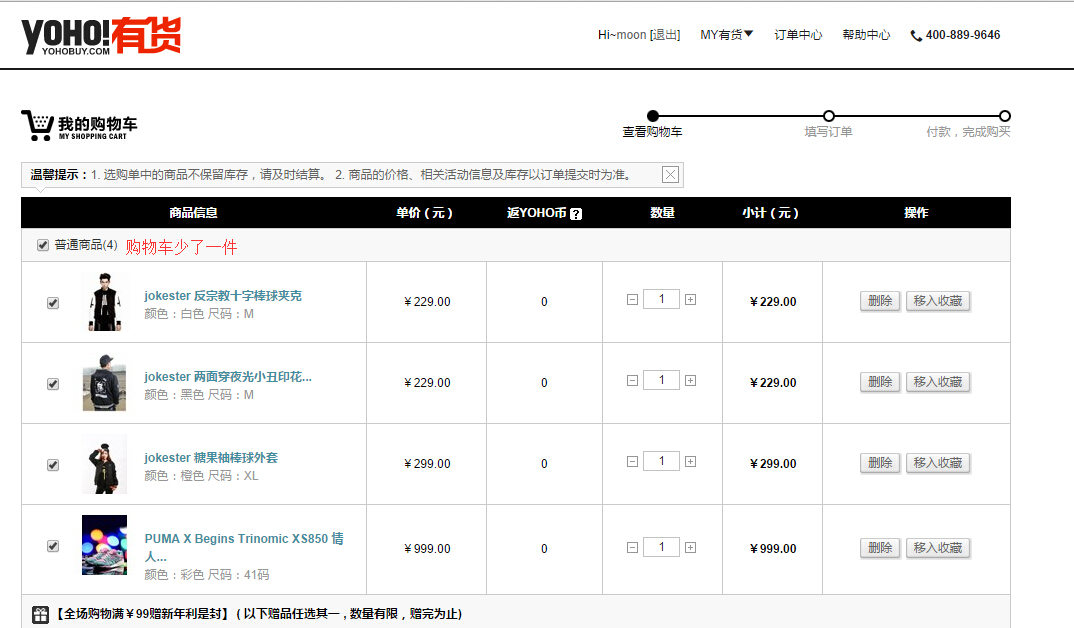 YOHO!有货
YOHOBUY.COM
Hi~moon [退出] MY有货▼ 订单中心 帮助中心 400-889-9646
我的购物车
MY SHOPPING CART
查看购物车 填写订单 付款，完成购买
温馨提示：1. 选购单中的商品不保留库存，请及时结算。 2. 商品的价格、相关活动信息及库存以订单提交时为准。
商品信息 单价（元） 返YOHO币 ? 数量 小计（元） 操作
普通商品(4) 购物车少了一件
jokester 反宗教十字棒球夹克
颜色：白色 尺码：M
￥229.00 0 1 ￥229.00 删除 移入收藏
jokester 两面穿夜光小丑印花...
颜色：黑色 尺码：M
￥229.00 0 1 ￥229.00 删除 移入收藏
jokester 糖果袖棒球外套
颜色：橙色 尺码：XL
￥299.00 0 1 ￥299.00 删除 移入收藏
PUMA X Begins Trinomic XS850 情
人...
颜色：彩色 尺码：41码
￥999.00 0 1 ￥999.00 删除 移入收藏
【全场购物满￥99赠新年利是封】 ( 以下赠品任选其一 , 数量有限，赠完为止)